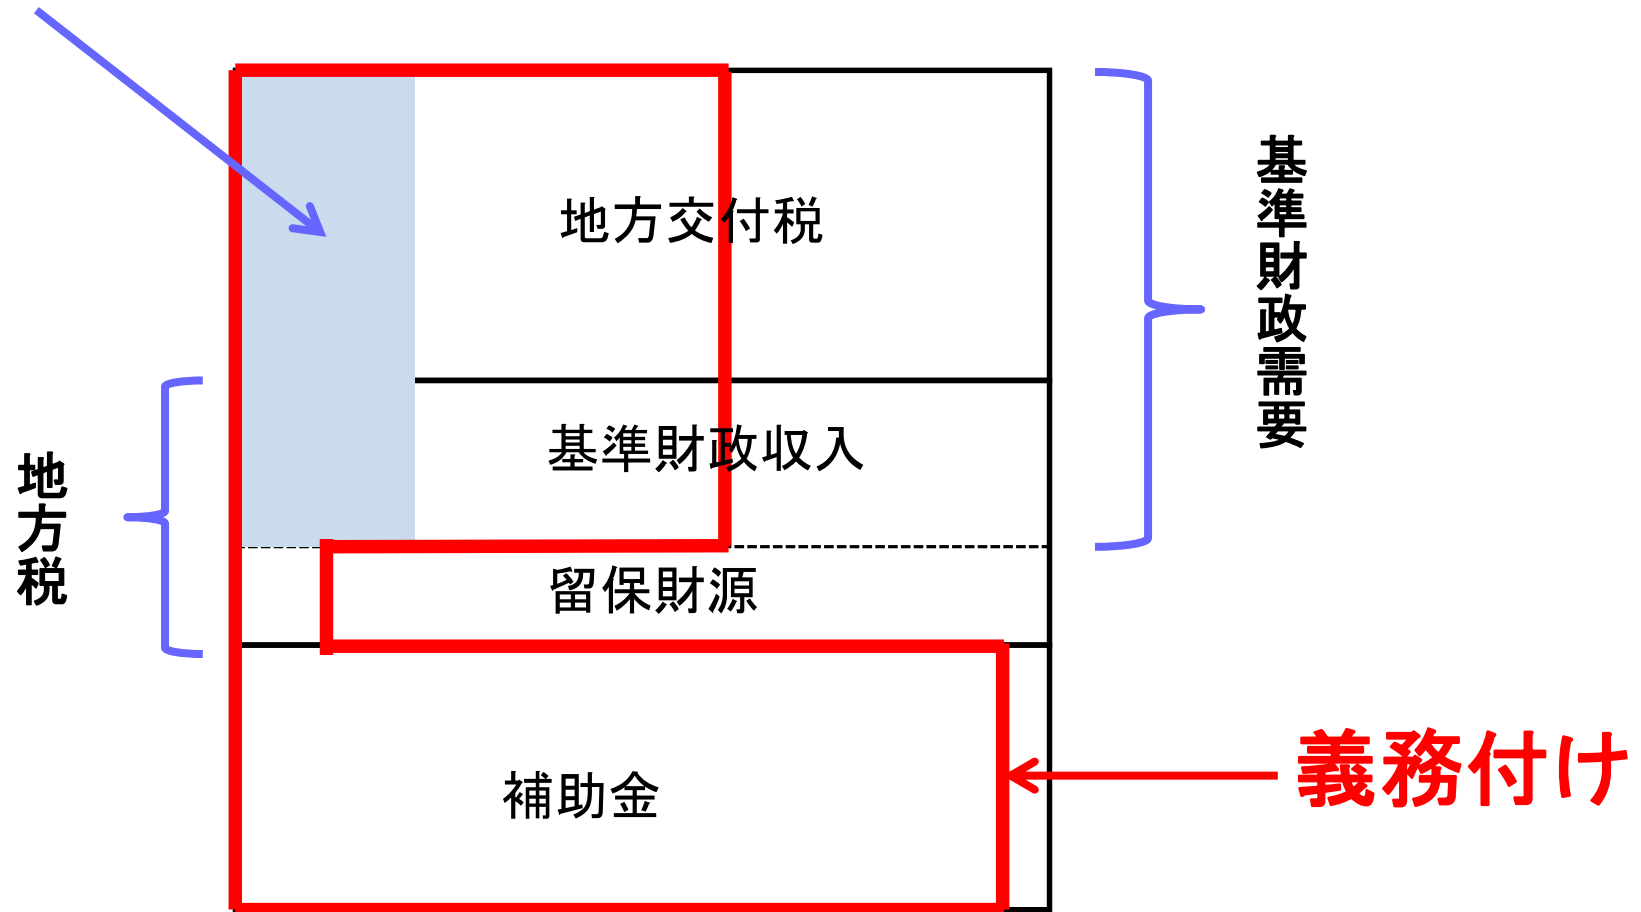 地方交付税
基準財政需要
基準財政収入
地方税
留保財源
義務付け
補助金